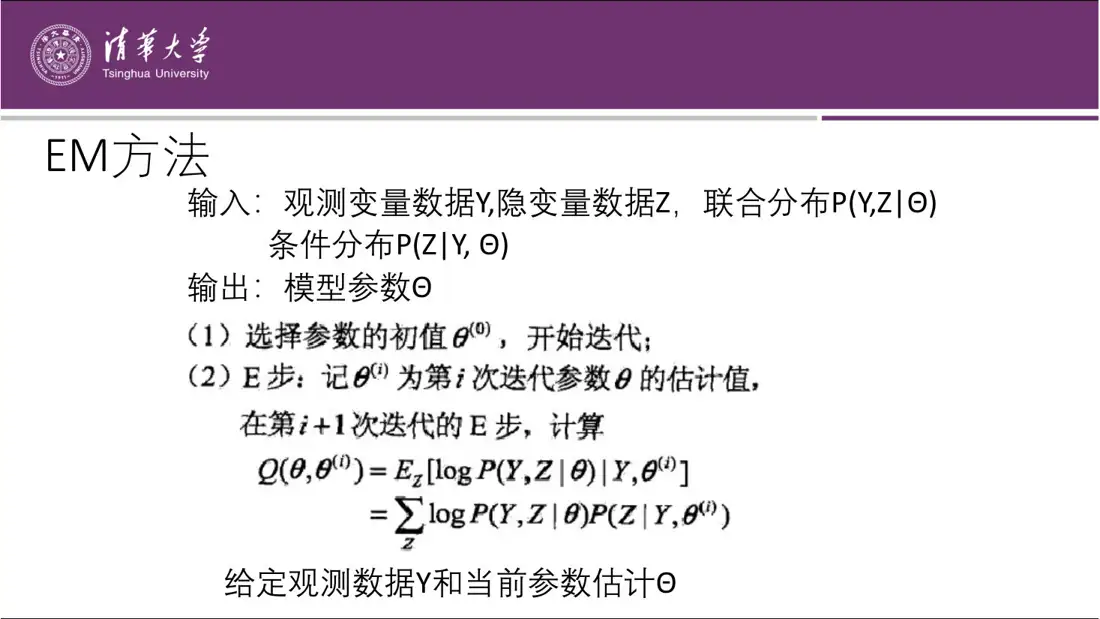 清华大学
Tsinghua University
EM方法
输入：观测变量数据Y,隐变量数据Z，联合分布P(Y,Z|Θ)
条件分布P(Z|Y, Θ)
输出：模型参数Θ
（1）选择参数的初值θ⁽⁰⁾，开始迭代；
（2）E步：记θ⁽ⁱ⁾为第i次迭代参数θ的估计值，
在第i+1次迭代的E步，计算
Q(θ,θ⁽ⁱ⁾)=E_Z[log P(Y,Z|θ)|Y,θ⁽ⁱ⁾]
=∑_Z log P(Y,Z|θ)P(Z|Y,θ⁽ⁱ⁾)
给定观测数据Y和当前参数估计Θ